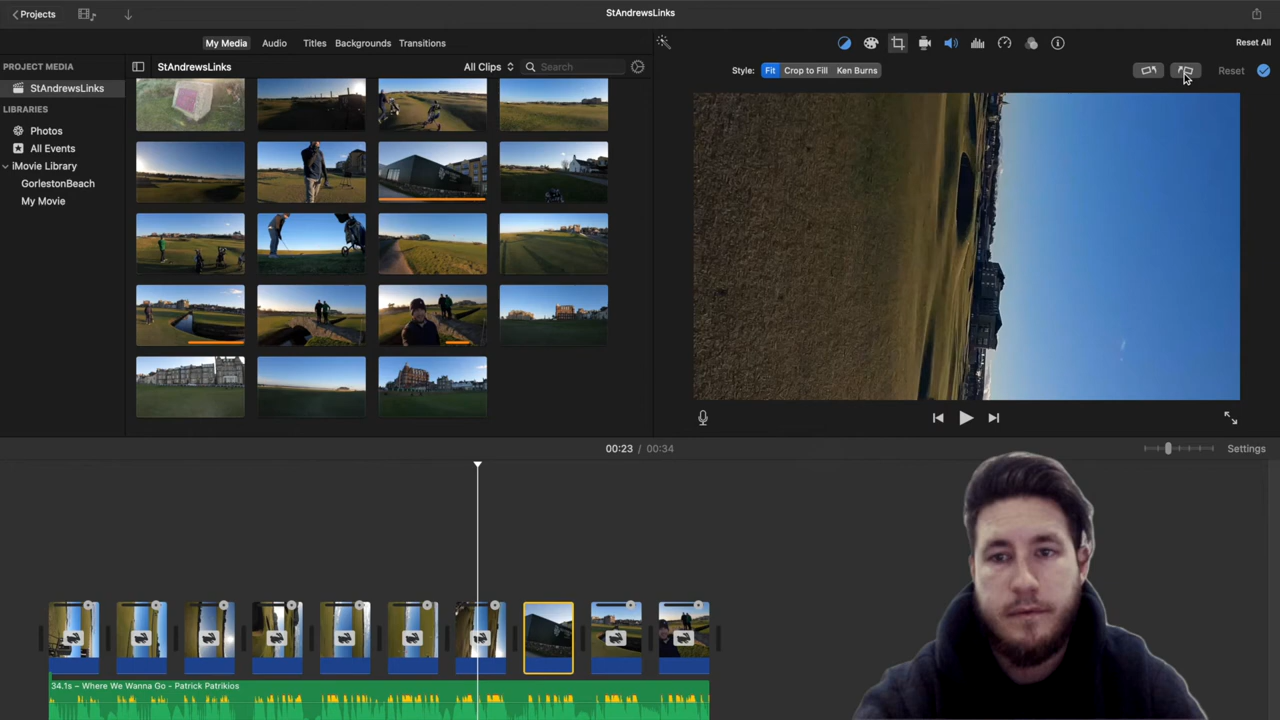 Projects
StAndrewsLinks
My Media
Audio
Titles
Backgrounds
Transitions
Reset All
PROJECT MEDIA
StAndrewsLinks
LIBRARIES
Photos
All Events
iMovie Library
GorlestonBeach
My Movie
StAndrewsLinks
All Clips
Search
Style:
Fit
Crop to Fill
Ken Burns
Reset
00:23 / 00:34
Settings
34.1s – Where We Wanna Go - Patrick Patrikios